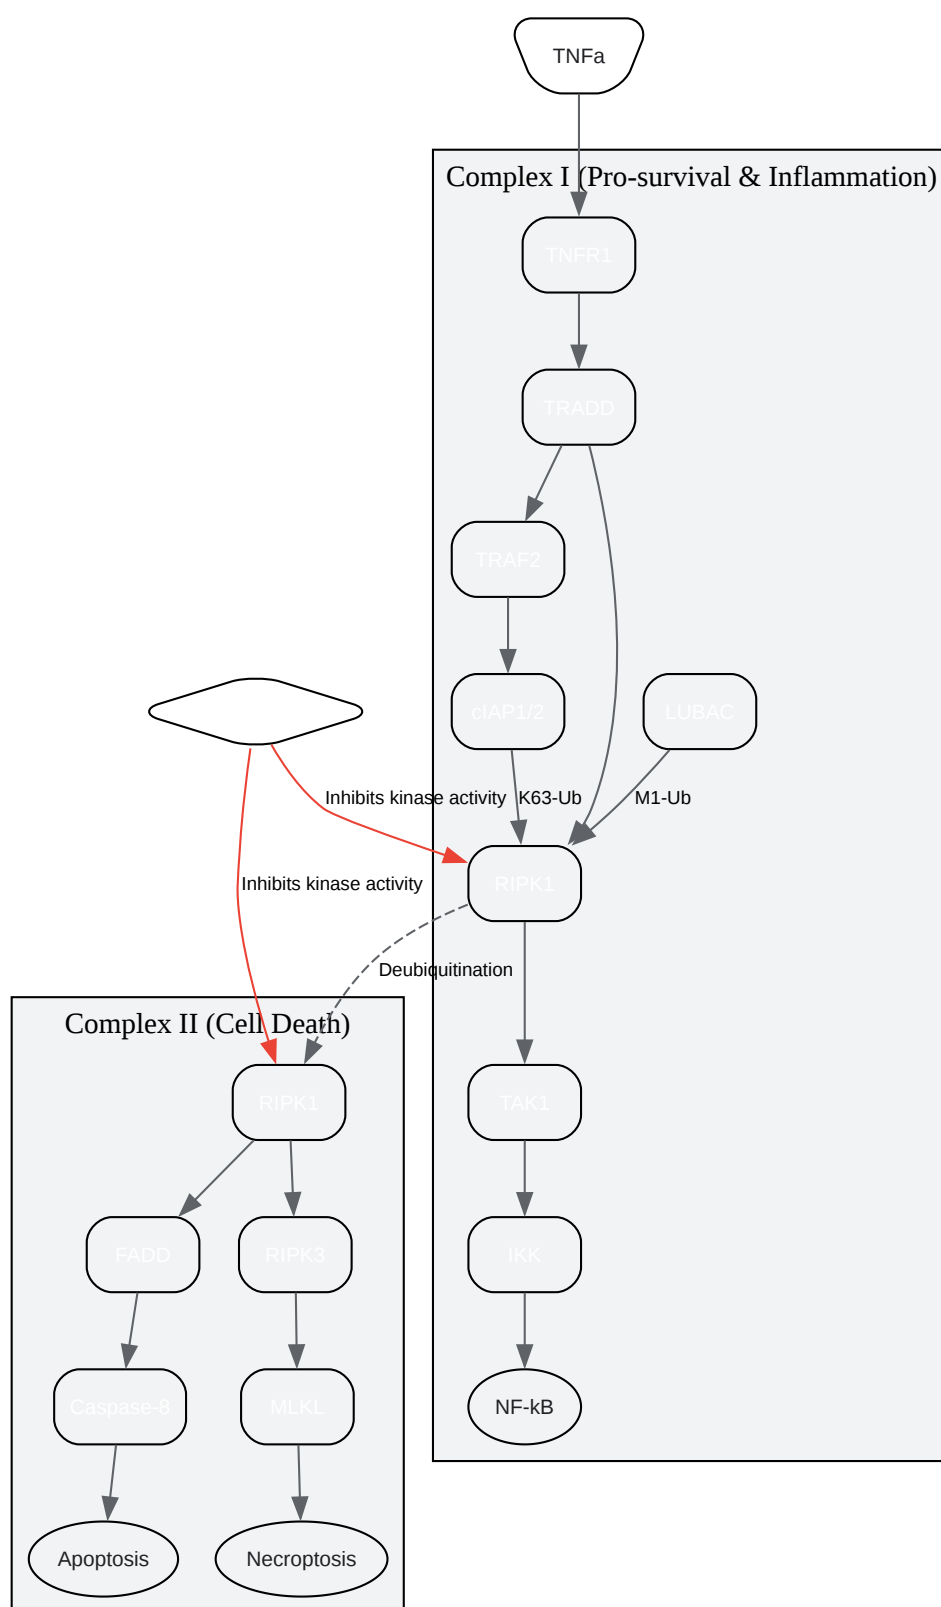 TNFa
Complex I (Pro-survival & Inflammation)
TNFR1
TRADD
TRAF2
cIAP1/2
LUBAC
Inhibits kinase activity
K63-Ub
M1-Ub
RIPK1
Inhibits kinase activity
Deubiquitination
Complex II (Cell Death)
RIPK1
TAK1
FADD
RIPK3
IKK
Caspase-8
MLKL
NF-kB
Apoptosis
Necroptosis